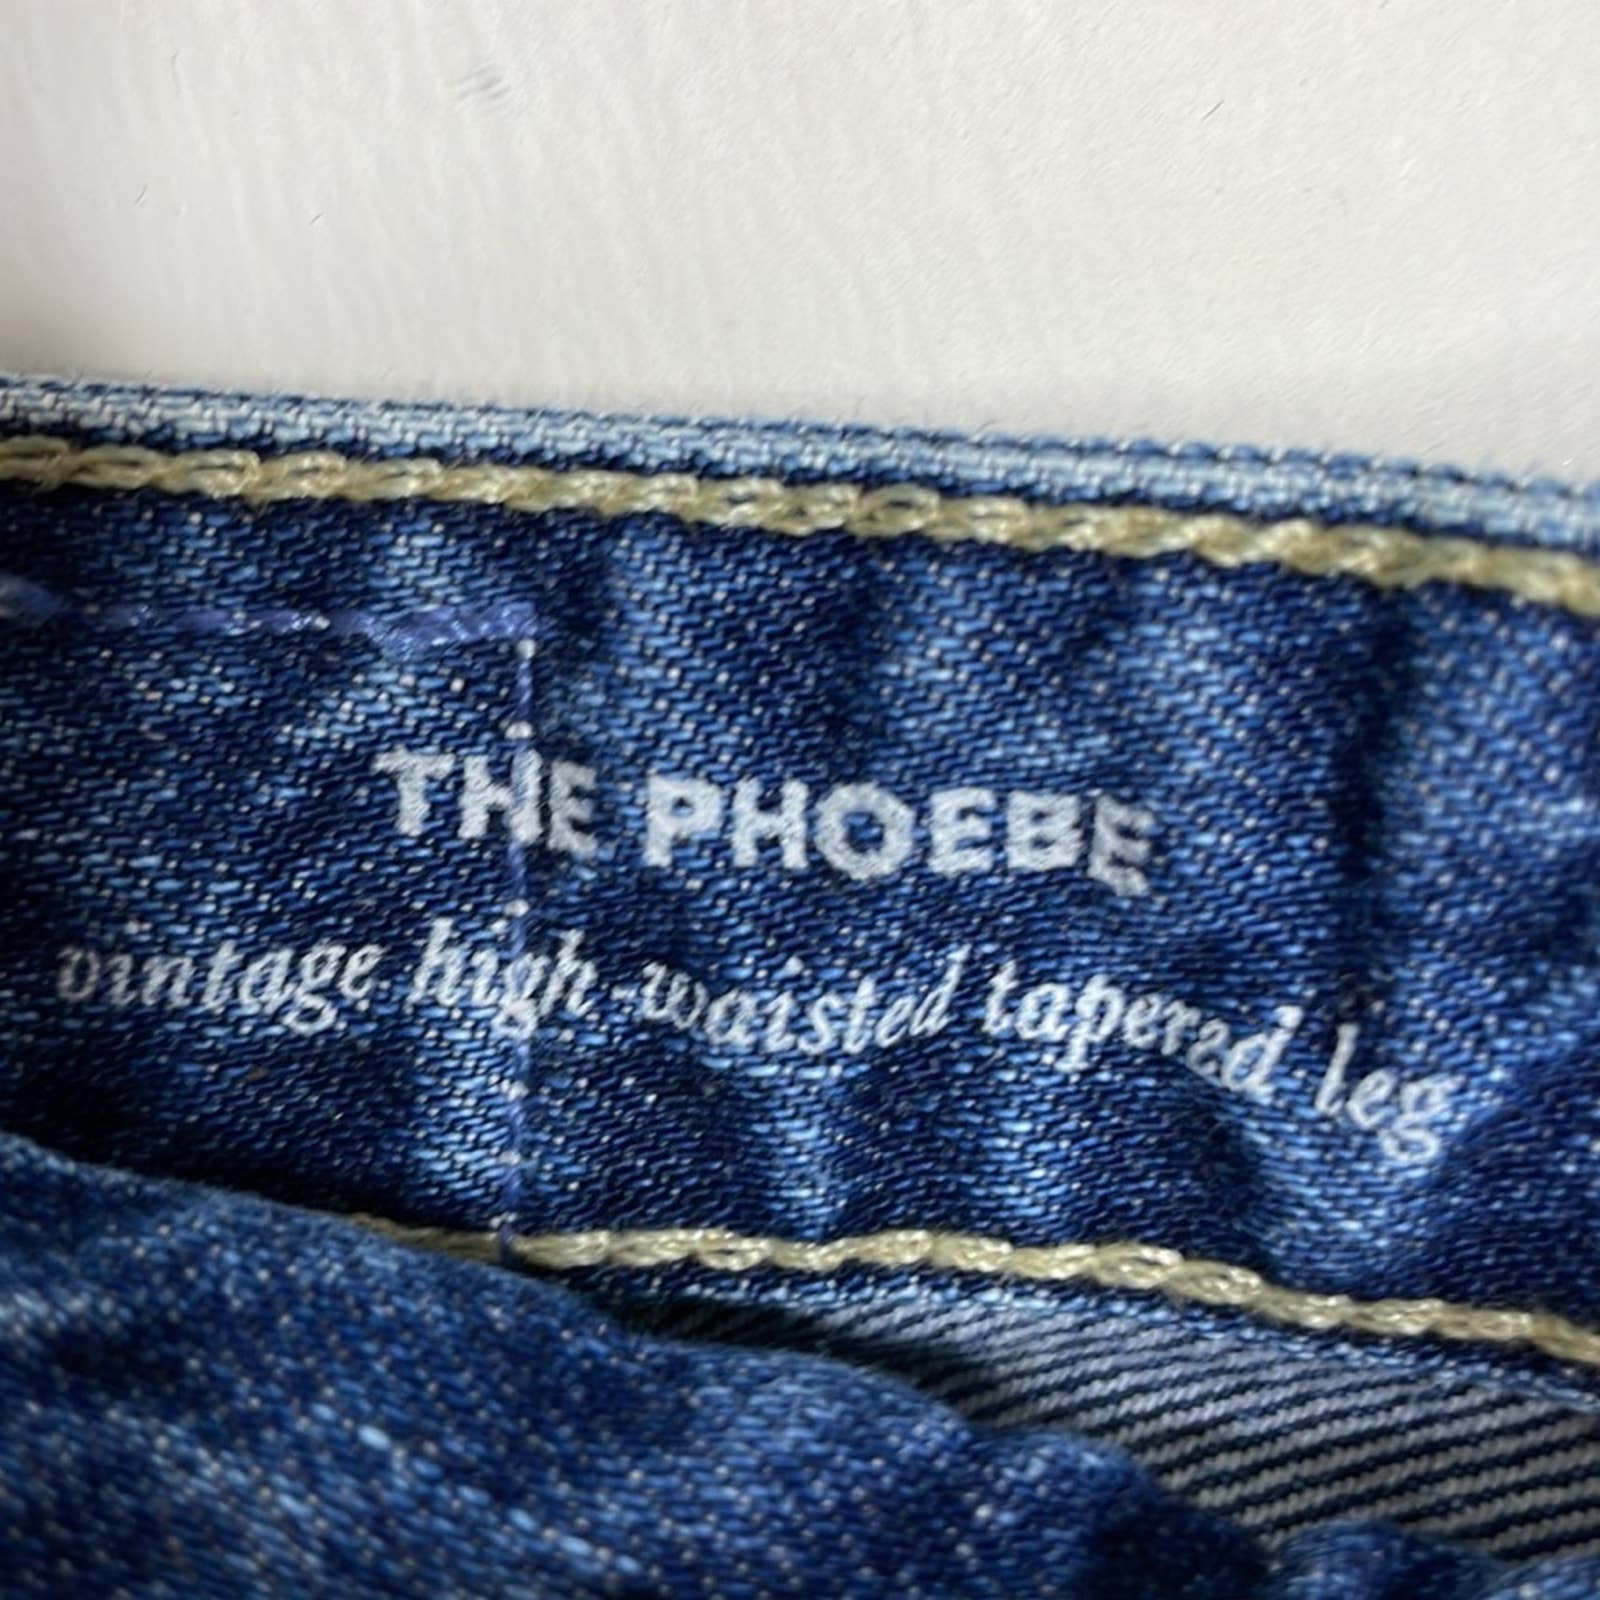 THE PHOEBE
vintage high-waisted tapered leg